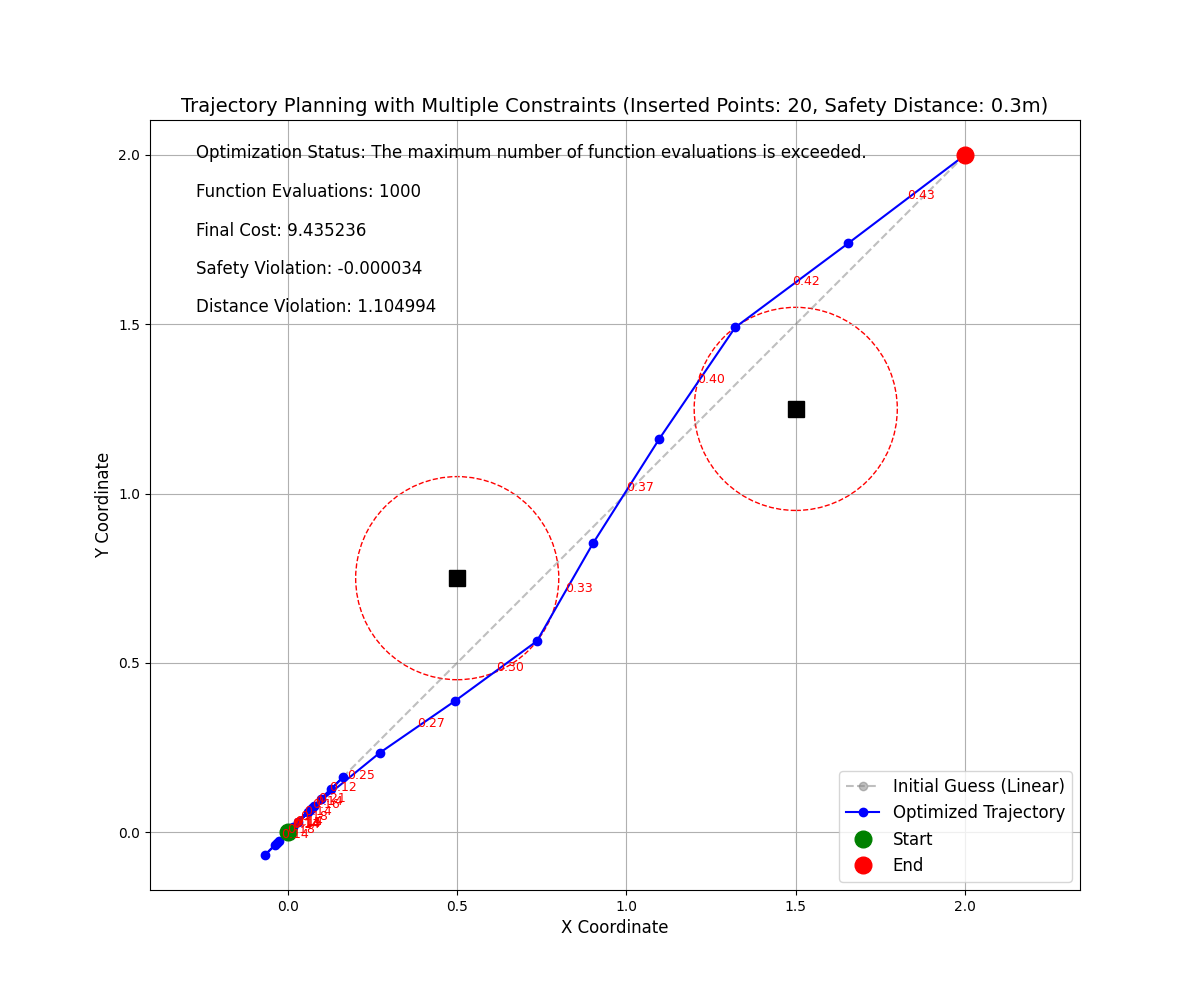 Trajectory Planning with Multiple Constraints (Inserted Points: 20, Safety Distance: 0.3m)
Optimization Status: The maximum number of function evaluations is exceeded.
Function Evaluations: 1000
Final Cost: 9.435236
Safety Violation: -0.000034
Distance Violation: 1.104994
2.0
1.5
1.0
0.5
0.0
Y Coordinate
0.43
0.42
0.40
0.37
0.33
0.30
0.27
0.25
0.12
Initial Guess (Linear)
Optimized Trajectory
Start
End
0.0
0.5
1.0
1.5
2.0
X Coordinate